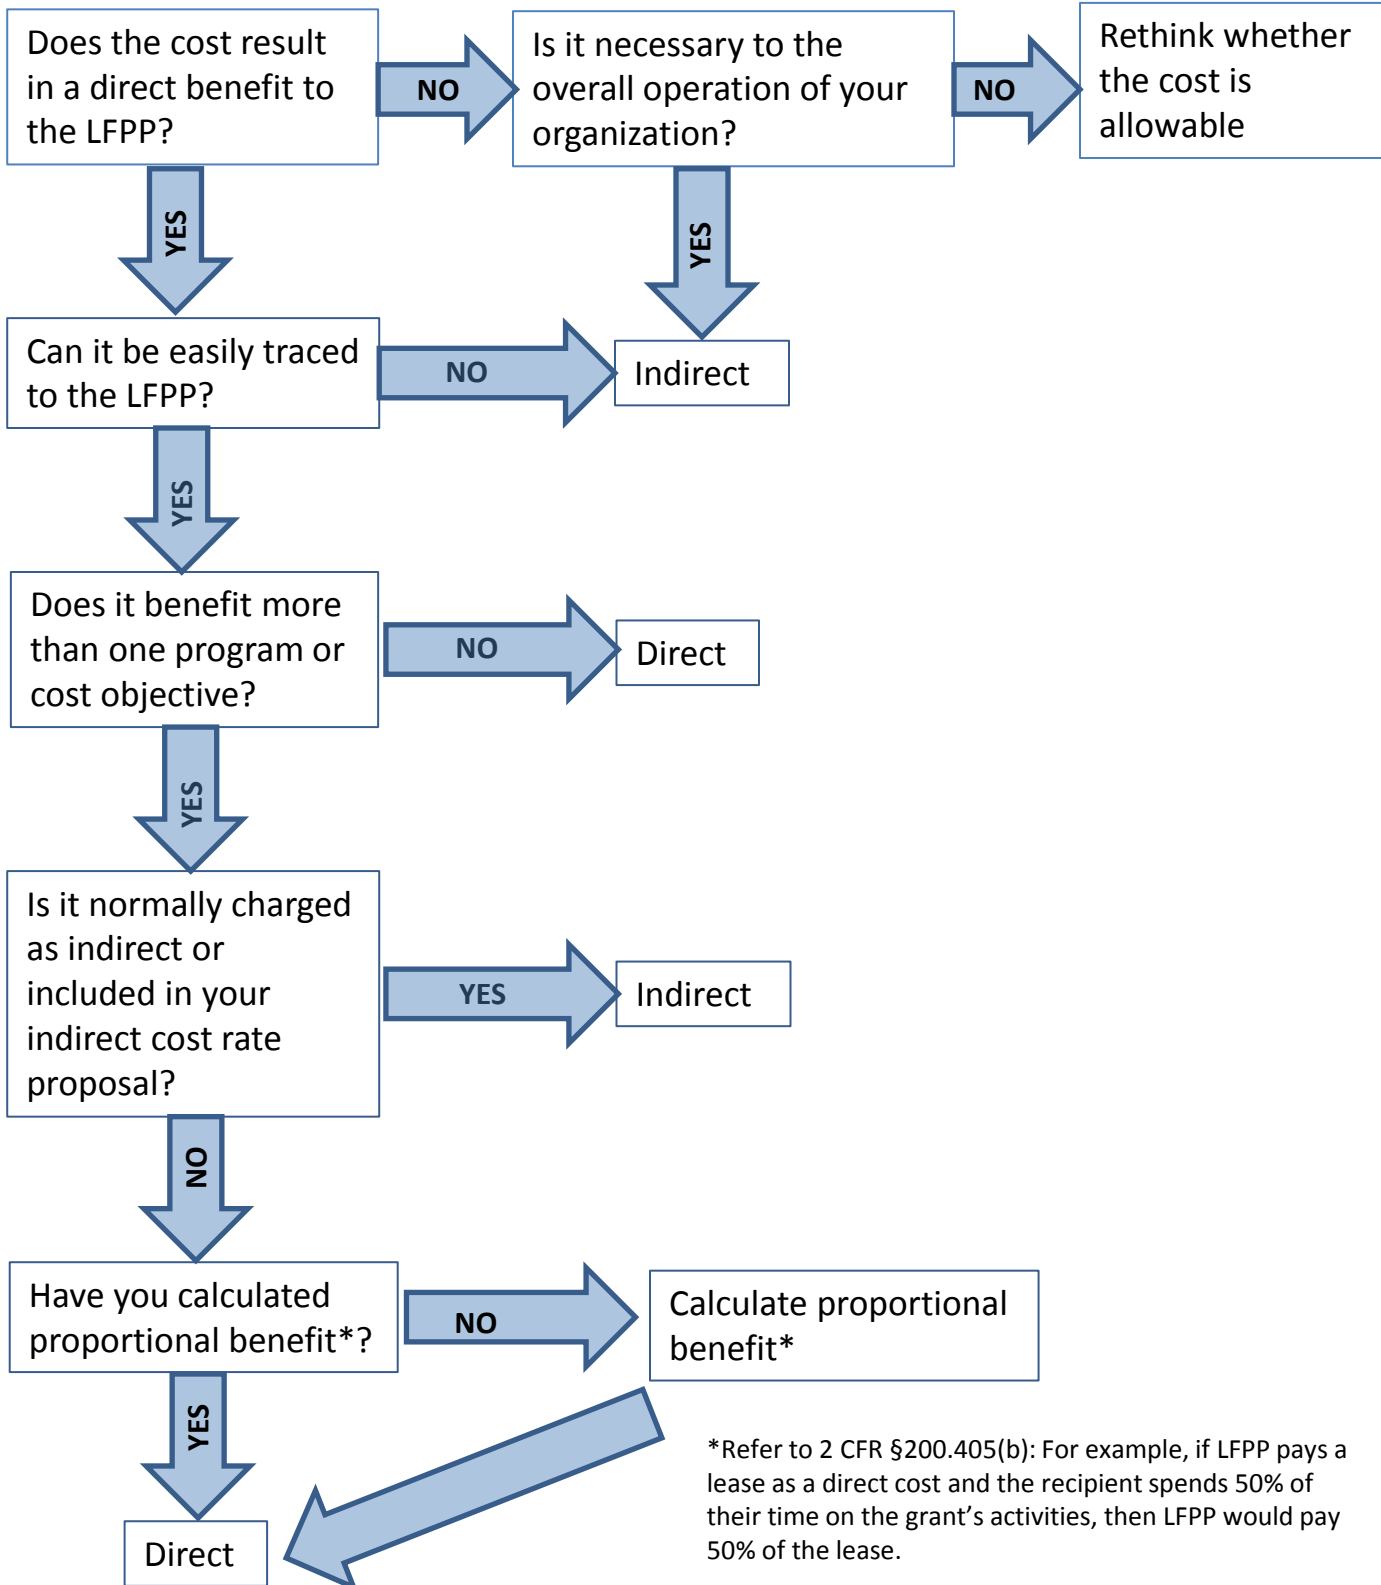 Does the cost result
in a direct benefit to
the LFPP?
NO
Is it necessary to the
overall operation of your
organization?
NO
Rethink whether
the cost is
allowable
YES
YES
Can it be easily traced
to the LFPP?
NO
Indirect
YES
Does it benefit more
than one program or
cost objective?
NO
Direct
YES
Is it normally charged
as indirect or
included in your
indirect cost rate
proposal?
YES
Indirect
NO
Have you calculated
proportional benefit*?
NO
Calculate proportional
benefit*
YES
Direct
*Refer to 2 CFR §200.405(b): For example, if LFPP pays a
lease as a direct cost and the recipient spends 50% of
their time on the grant’s activities, then LFPP would pay
50% of the lease.